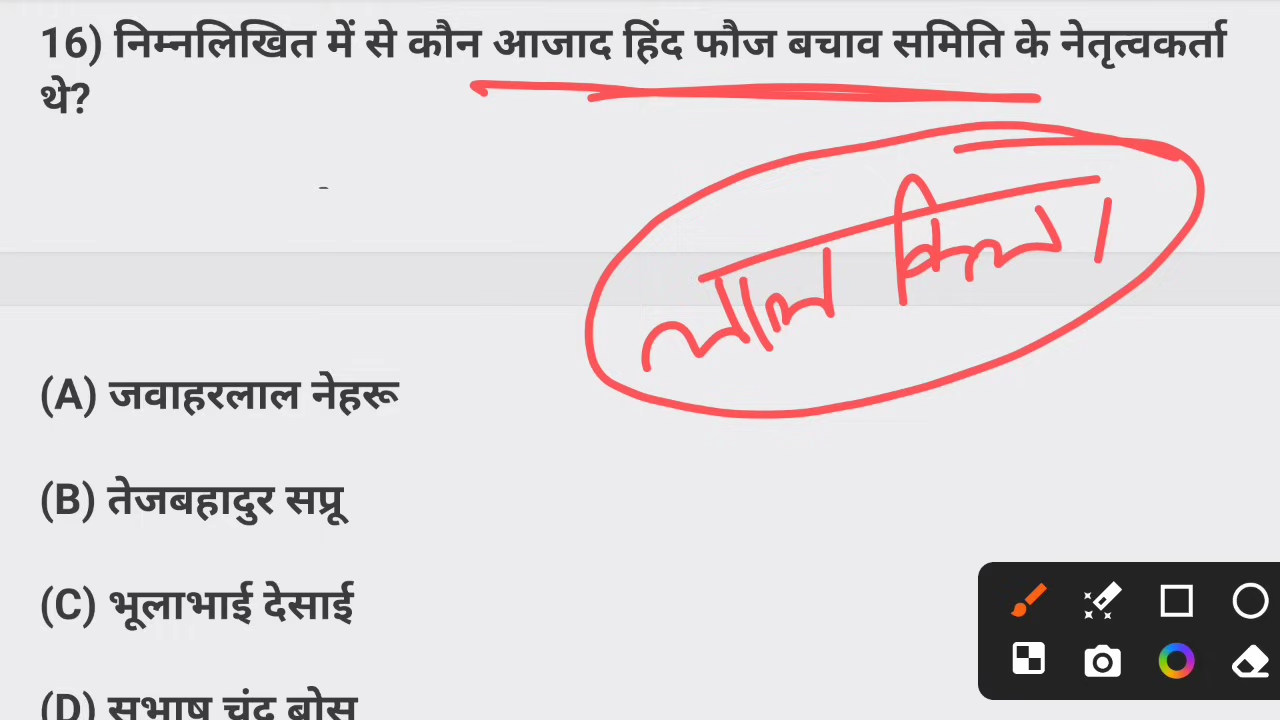 16) निम्नलिखित में से कौन आजाद हिंद फौज बचाव समिति के नेतृत्वकर्ता
थे?
लाल किला
(A) जवाहरलाल नेहरू
(B) तेजबहादुर सप्रू
(C) भूलाभाई देसाई
(D) सुभाष चंद्र बोस